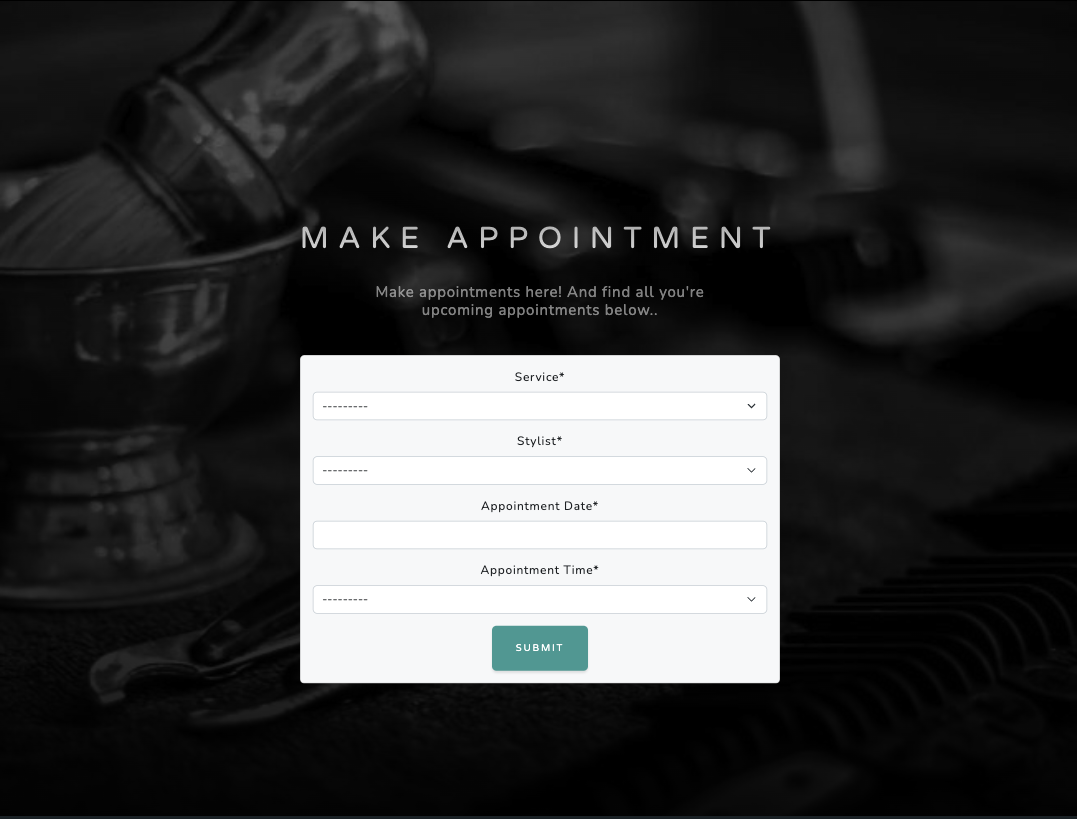 MAKE APPOINTMENT
Make appointments here! And find all you're
upcoming appointments below..
Service*
---------
Stylist*
---------
Appointment Date*
Appointment Time*
---------
SUBMIT